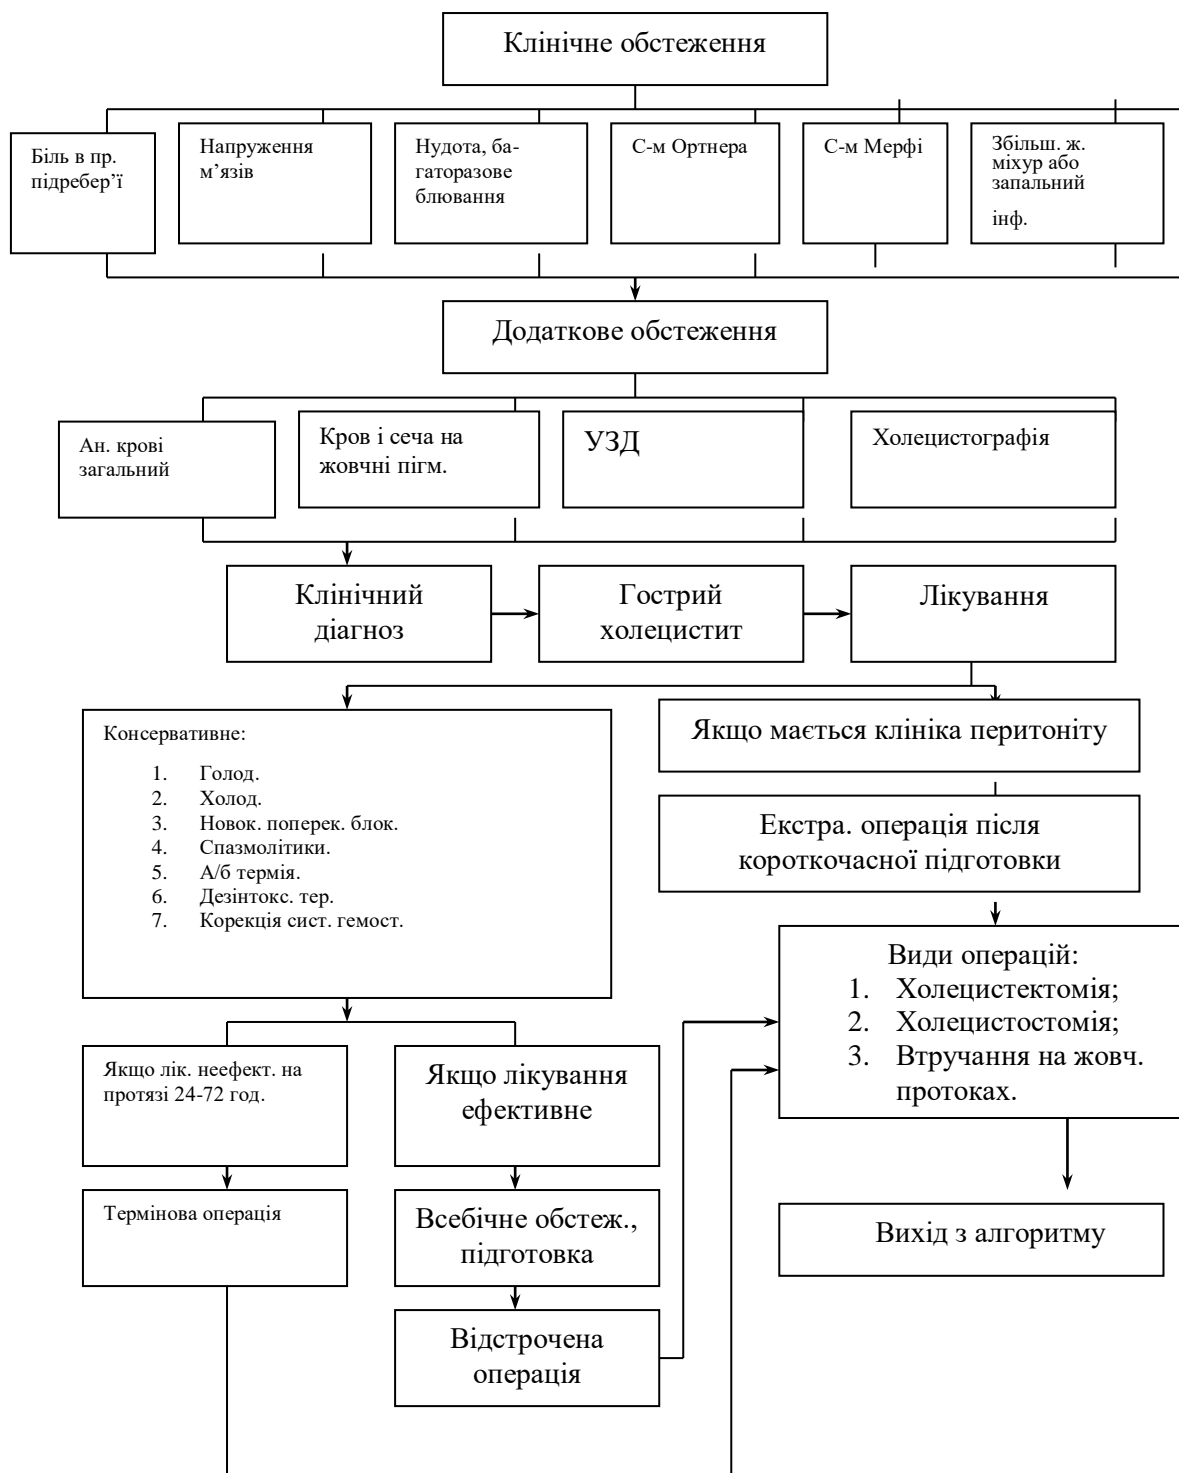 Клінічне обстеження
Біль в пр.
підребер’ї
Напруження
м’язів
Нудота, ба-
гаторазове
блювання
С-м Ортнера
С-м Мерфі
Збільш. ж.
міхур або
запальний
інф.
Додаткове обстеження
Ан. крові
загальний
Кров і сеча на
жовчні пігм.
УЗД
Холецистографія
Клінічний
діагноз
Гострий
холецистит
Лікування
Консервативне:
1. Голод.
2. Холод.
3. Новок. поперек. блок.
4. Спазмолітики.
5. А/б термія.
6. Дезінтокс. тер.
7. Корекція сист. гемост.
Якщо мається клініка перитоніту
Екстра. операція після
короткочасної підготовки
Види операцій:
1. Холецистектомія;
2. Холецистостомія;
3. Втручання на жовч.
протоках.
Якщо лік. неефект. на
протязі 24-72 год.
Якщо лікування
ефективне
Термінова операція
Всебічне обстеж.,
підготовка
Вихід з алгоритму
Відстрочена
операція